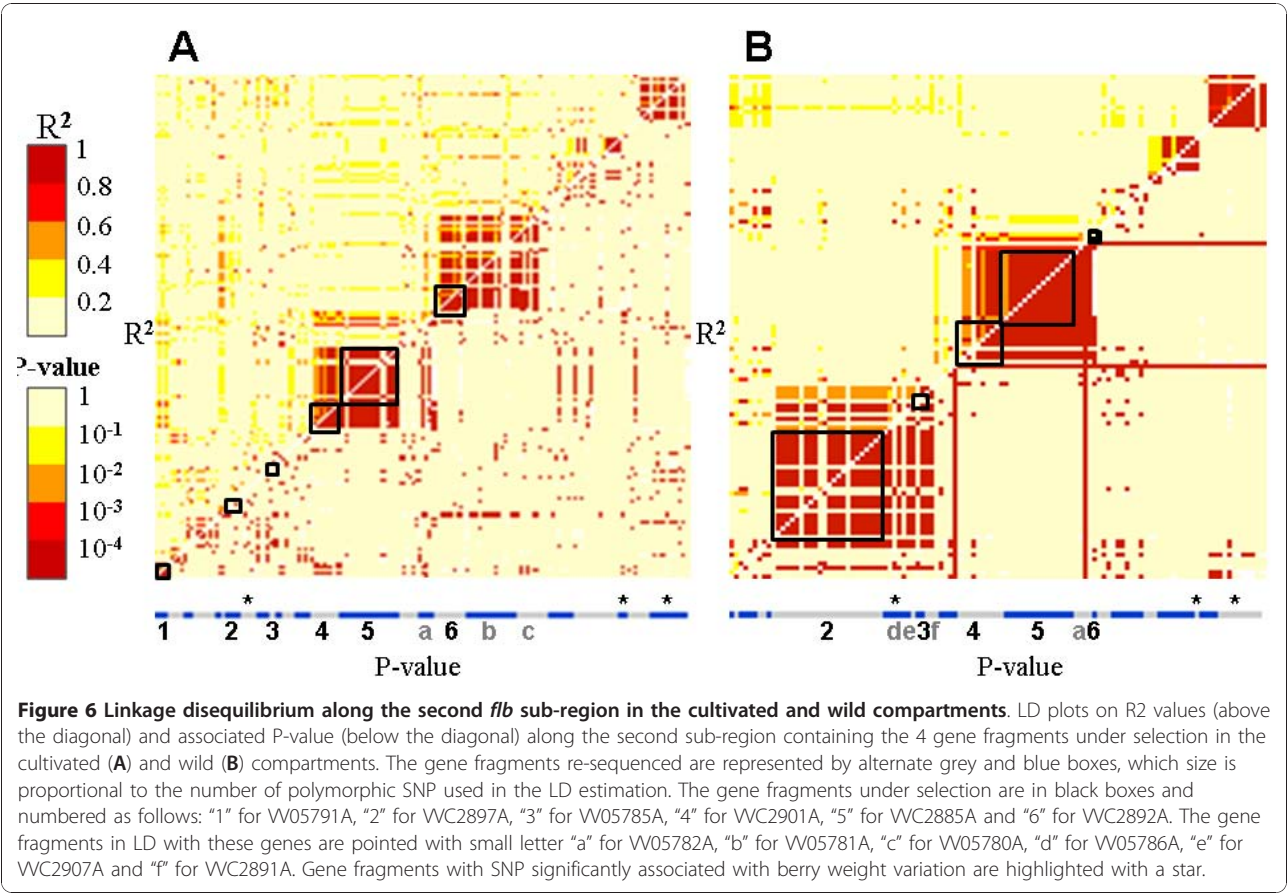 A
B
R²
1
0.8
0.6
0.4
0.2
R²
R²
P-value
1
10⁻¹
10⁻²
10⁻³
10⁻⁴
* * *
1 2 3 4 5 a 6 b c
P-value
* * *
2 d e 3 f 4 5 a 6
P-value
Figure 6 Linkage disequilibrium along the second flb sub-region in the cultivated and wild compartments. LD plots on R2 values (above
the diagonal) and associated P-value (below the diagonal) along the second sub-region containing the 4 gene fragments under selection in the
cultivated (A) and wild (B) compartments. The gene fragments re-sequenced are represented by alternate grey and blue boxes, which size is
proportional to the number of polymorphic SNP used in the LD estimation. The gene fragments under selection are in black boxes and
numbered as follows: “1” for VV05791A, “2” for VVC2897A, “3” for VV05785A, “4” for VVC2901A, “5” for VVC2885A and “6” for VVC2892A. The gene
fragments in LD with these genes are pointed with small letter “a” for VV05782A, “b” for VV05781A, “c” for VV05780A, “d” for VV05786A, “e” for
VVC2907A and “f” for VVC2891A. Gene fragments with SNP significantly associated with berry weight variation are highlighted with a star.